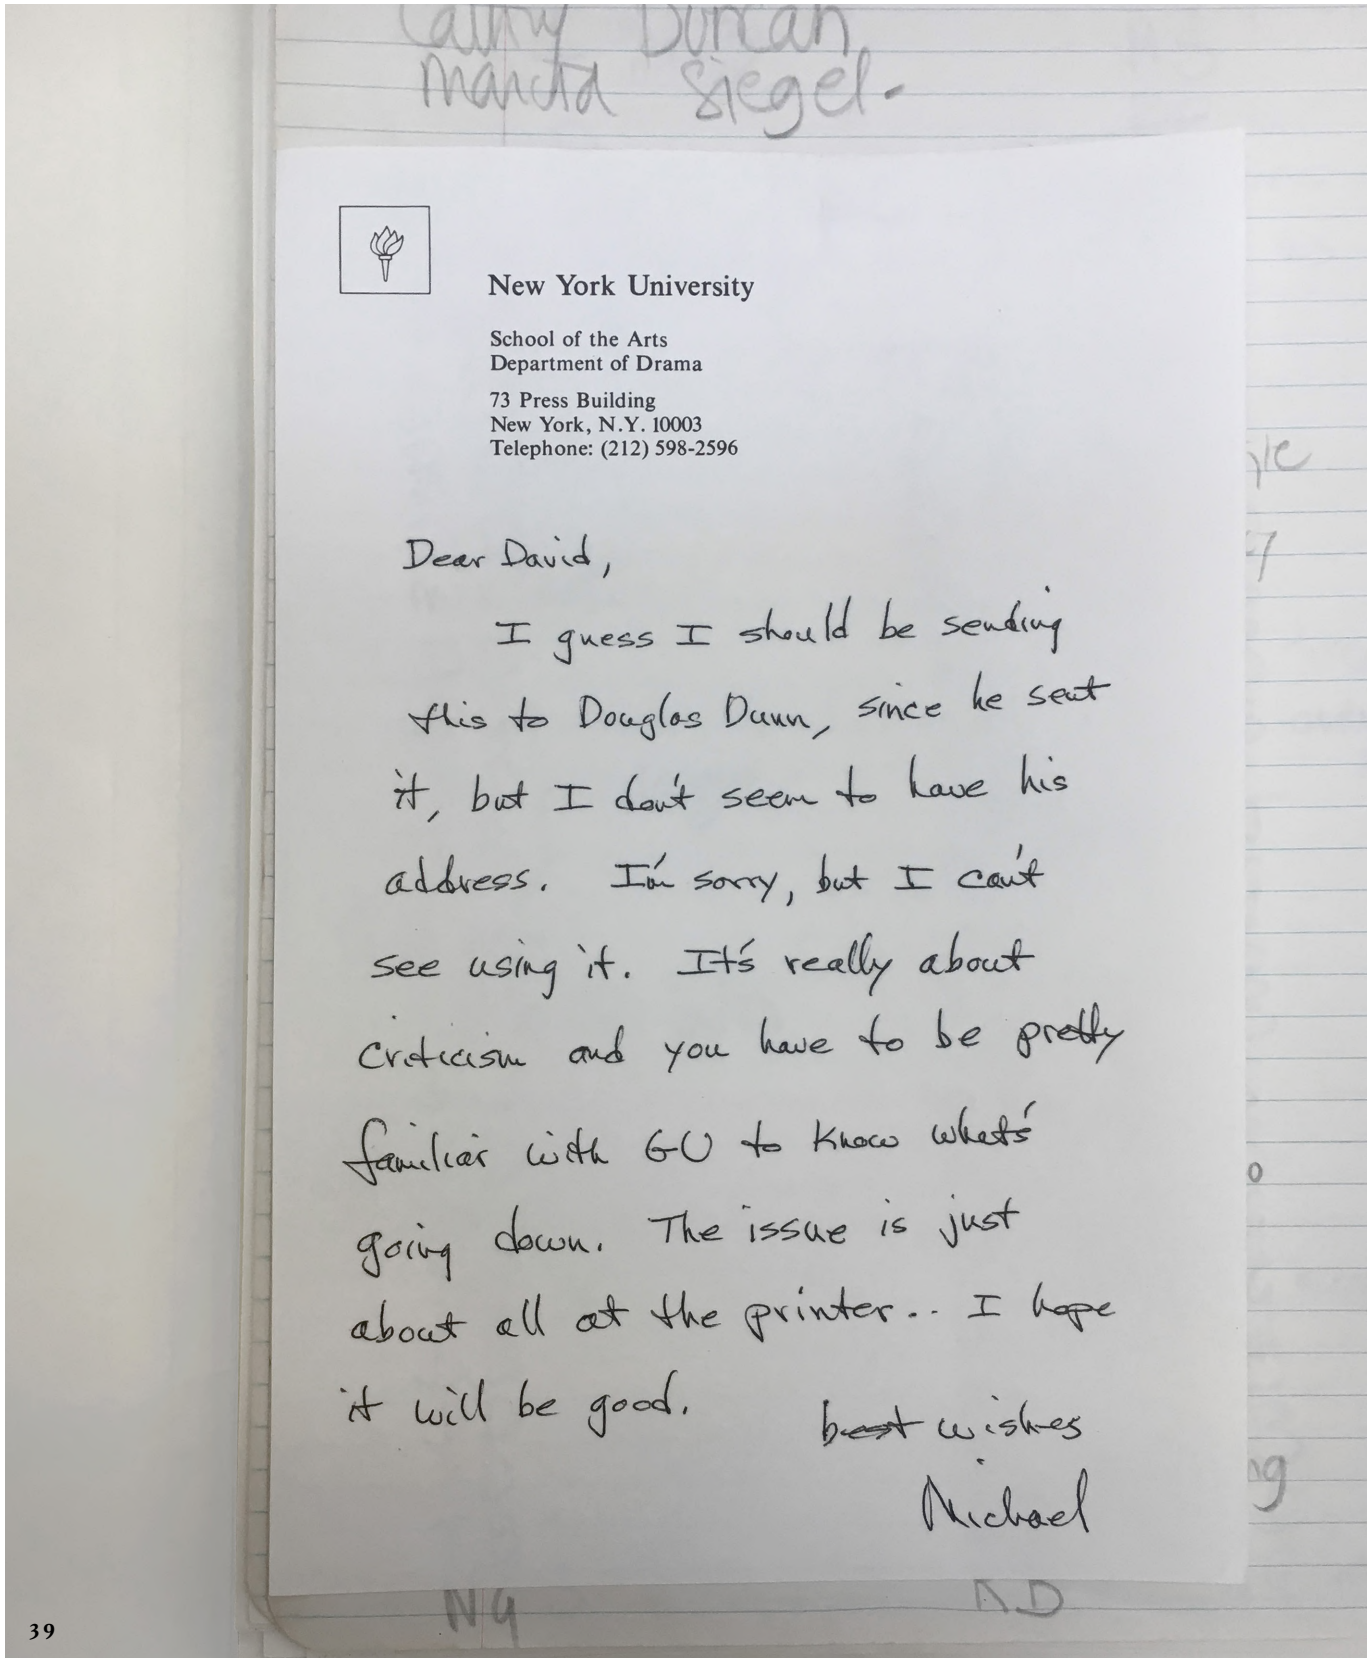 Cathy Duncan,
Marcia Siegel-
New York University
School of the Arts
Department of Drama
73 Press Building
New York, N.Y. 10003
Telephone: (212) 598-2596
Dear David,
I guess I should be sending
this to Douglas Dunn, since he sent
it, but I don't seem to have his
address. I'm sorry, but I can't
see using it. It's really about
criticism and you have to be pretty
familiar with GU to know what's
going down. The issue is just
about all at the printer.. I hope
it will be good.
best wishes
Michael
39